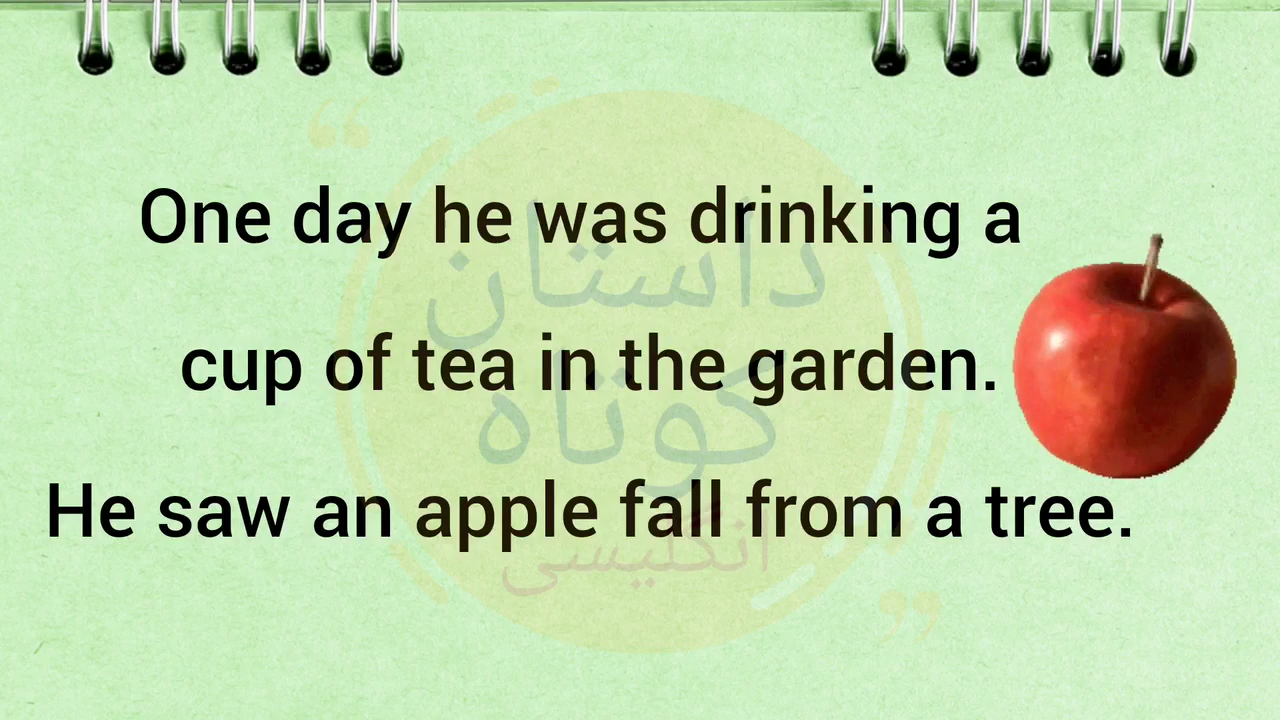 One day he was drinking a
cup of tea in the garden.
He saw an apple fall from a tree.
داستان
کوتاه
انگلیسی